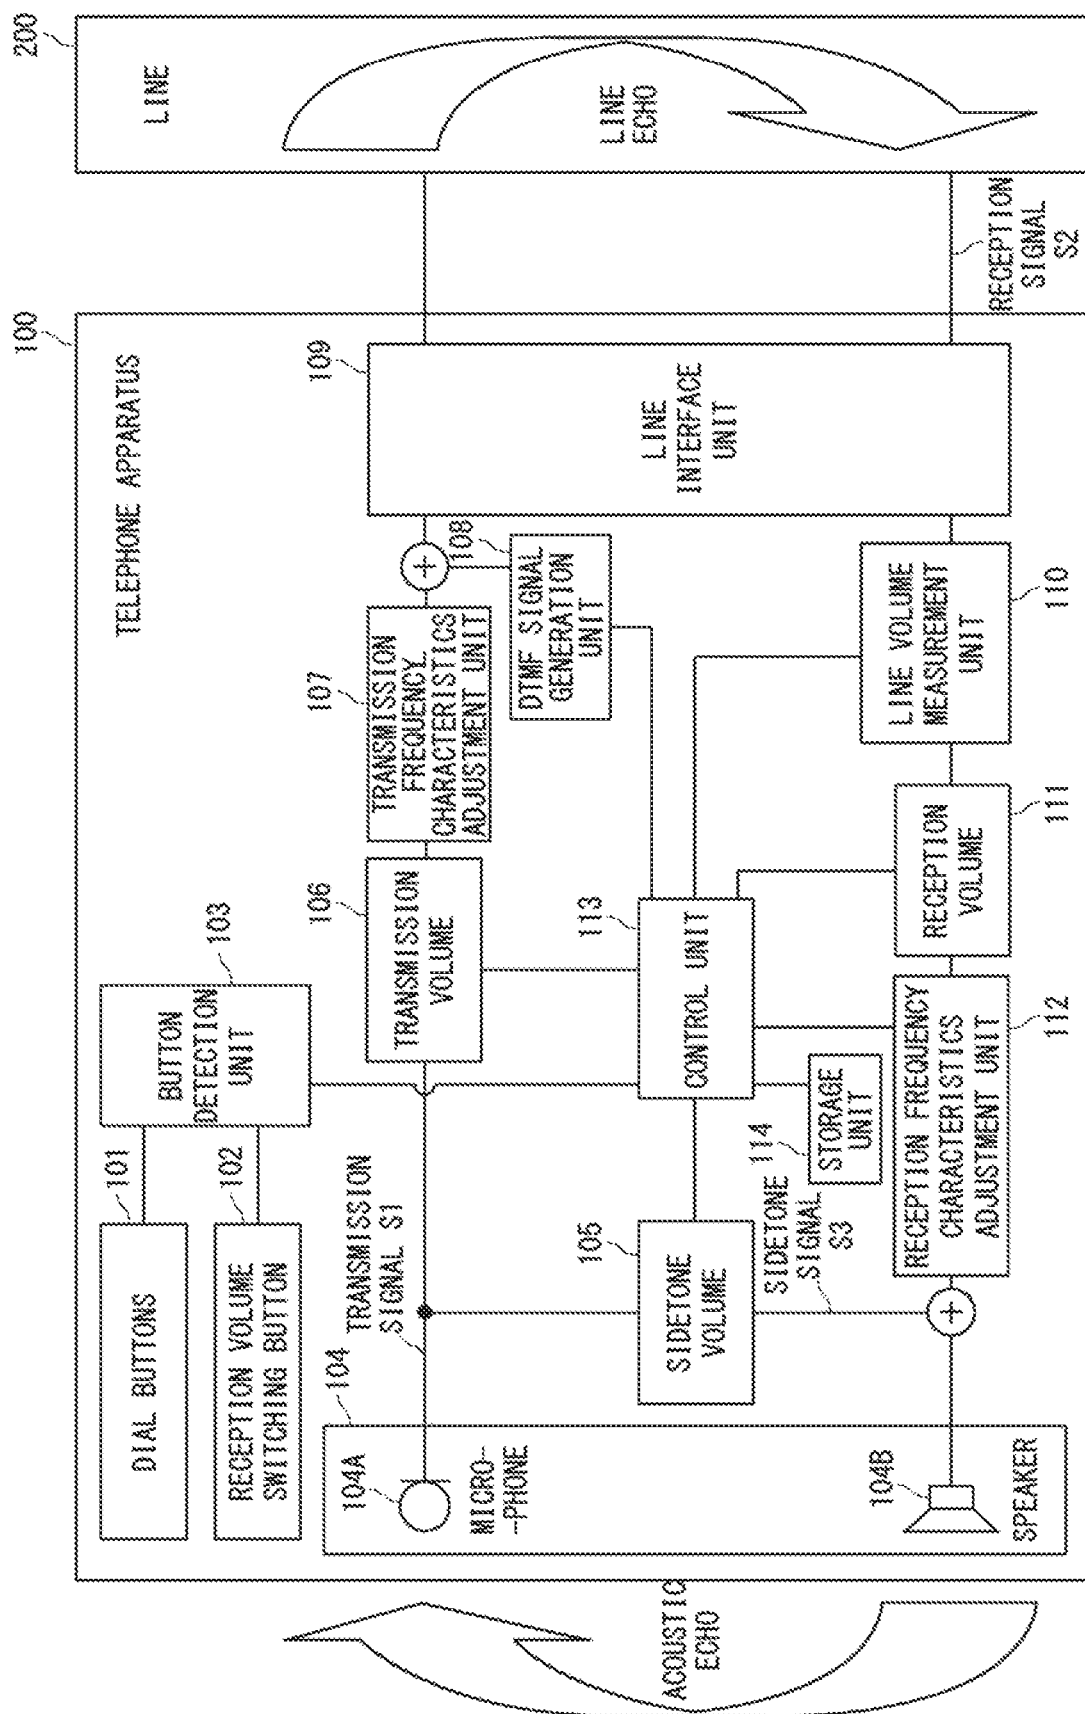 100
TELEPHONE APPARATUS
200
LINE
LINE
ECHO
ACOUSTIC
ECHO
101
DIAL BUTTONS
102
RECEPTION VOLUME
SWITCHING BUTTON
103
BUTTON
DETECTION
UNIT
104
104A
MICRO-
-PHONE
104B
SPEAKER
TRANSMISSION
SIGNAL S1
106
TRANSMISSION
VOLUME
107
TRANSMISSION
FREQUENCY
CHARACTERISTICS
ADJUSTMENT UNIT
108
DTMF SIGNAL
GENERATION
UNIT
109
LINE
INTERFACE
UNIT
105
SIDETONE
VOLUME
SIDETONE
SIGNAL
S3
113
CONTROL UNIT
114
STORAGE
UNIT
RECEPTION FREQUENCY
CHARACTERISTICS
ADJUSTMENT UNIT
112
RECEPTION
VOLUME
111
LINE VOLUME
MEASUREMENT
UNIT
110
RECEPTION
SIGNAL
S2